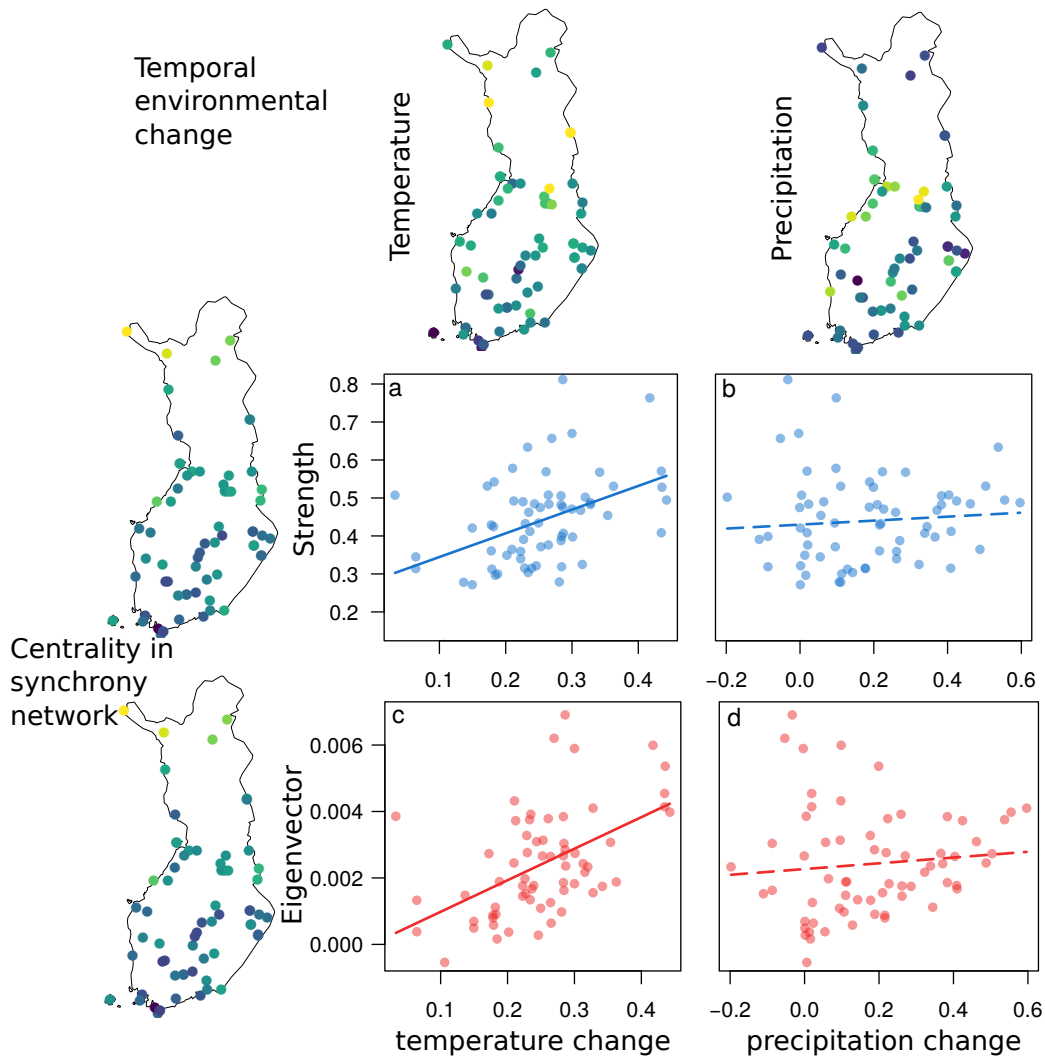 Temporal
environmental
change
Temperature
Precipitation
Centrality in
synchrony
network
Strength
a
0.8
0.7
0.6
0.5
0.4
0.3
0.2
0.1 0.2 0.3 0.4
b
−0.2 0.0 0.2 0.4 0.6
Eigenvector
c
0.006
0.004
0.002
0.000
0.1 0.2 0.3 0.4
temperature change
d
−0.2 0.0 0.2 0.4 0.6
precipitation change